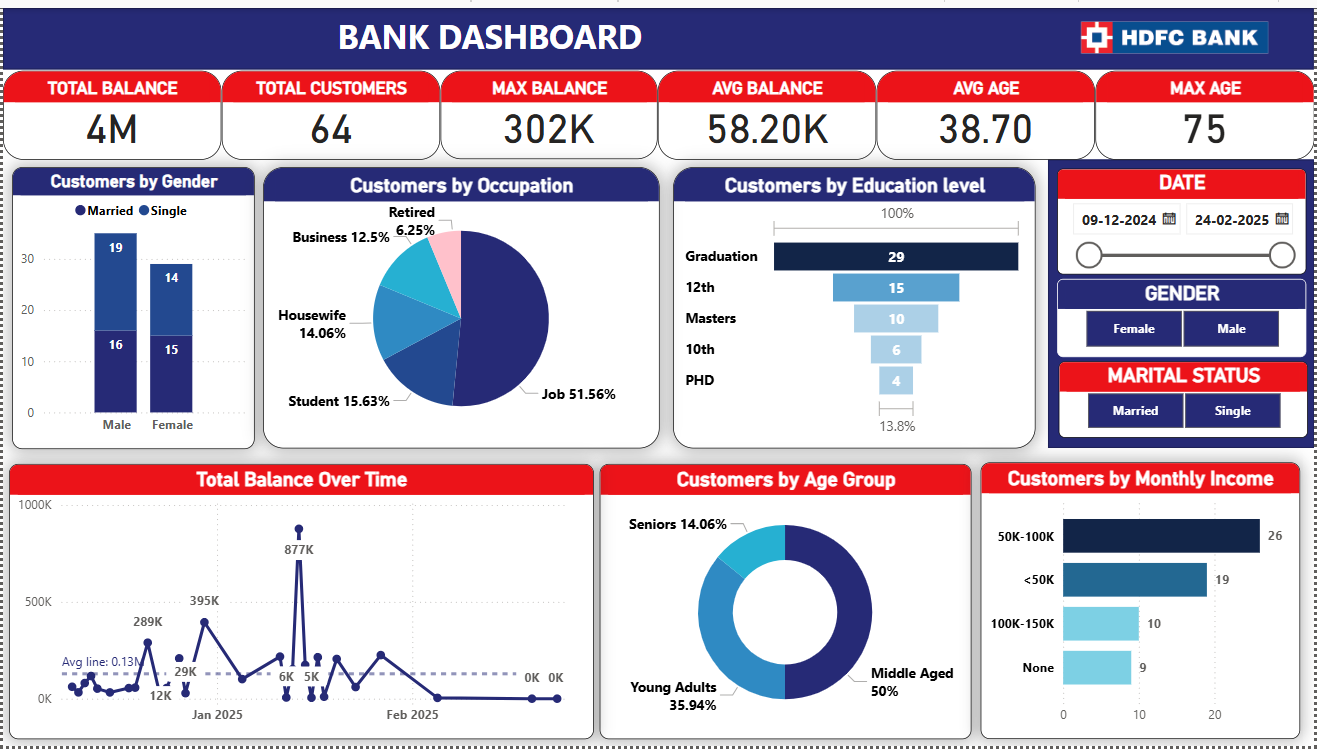 BANK DASHBOARD
HDFC BANK
TOTAL BALANCE
4M
TOTAL CUSTOMERS
64
MAX BALANCE
302K
AVG BALANCE
58.20K
AVG AGE
38.70
MAX AGE
75
Customers by Gender
Married Single
30
20
10
0
19
16
14
15
Male Female
Customers by Occupation
Retired
6.25%
Business 12.5%
Housewife
14.06%
Student 15.63%
Job 51.56%
Customers by Education level
100%
Graduation 29
12th 15
Masters 10
10th 6
PHD 4
13.8%
DATE
09-12-2024 24-02-2025
GENDER
Female Male
MARITAL STATUS
Married Single
Total Balance Over Time
1000K
500K
0K
Avg line: 0.13M
289K
12K
29K
395K
6K
877K
5K
0K 0K
Jan 2025 Feb 2025
Customers by Age Group
Seniors 14.06%
Young Adults
35.94%
Middle Aged
50%
Customers by Monthly Income
50K-100K 26
<50K 19
100K-150K 10
None 9
0 10 20